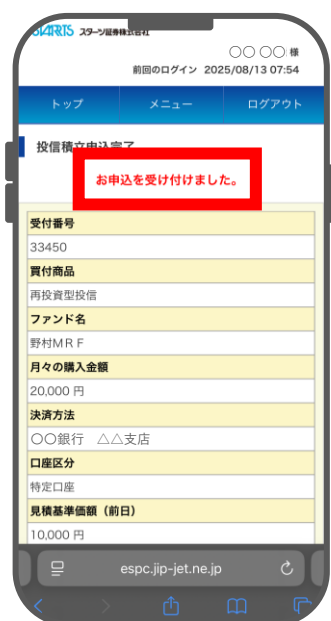 STARTS スターツ証券株式会社
〇〇 〇〇 様
前回のログイン 2025/08/13 07:54
トップ メニュー ログアウト
投信積立申込完了
お申込を受け付けました。
受付番号
33450
買付商品
再投資型投信
ファンド名
野村ＭＲＦ
月々の購入金額
20,000 円
決済方法
〇〇銀行 △△支店
口座区分
特定口座
見積基準価額（前日）
10,000 円
espc.jip-jet.ne.jp